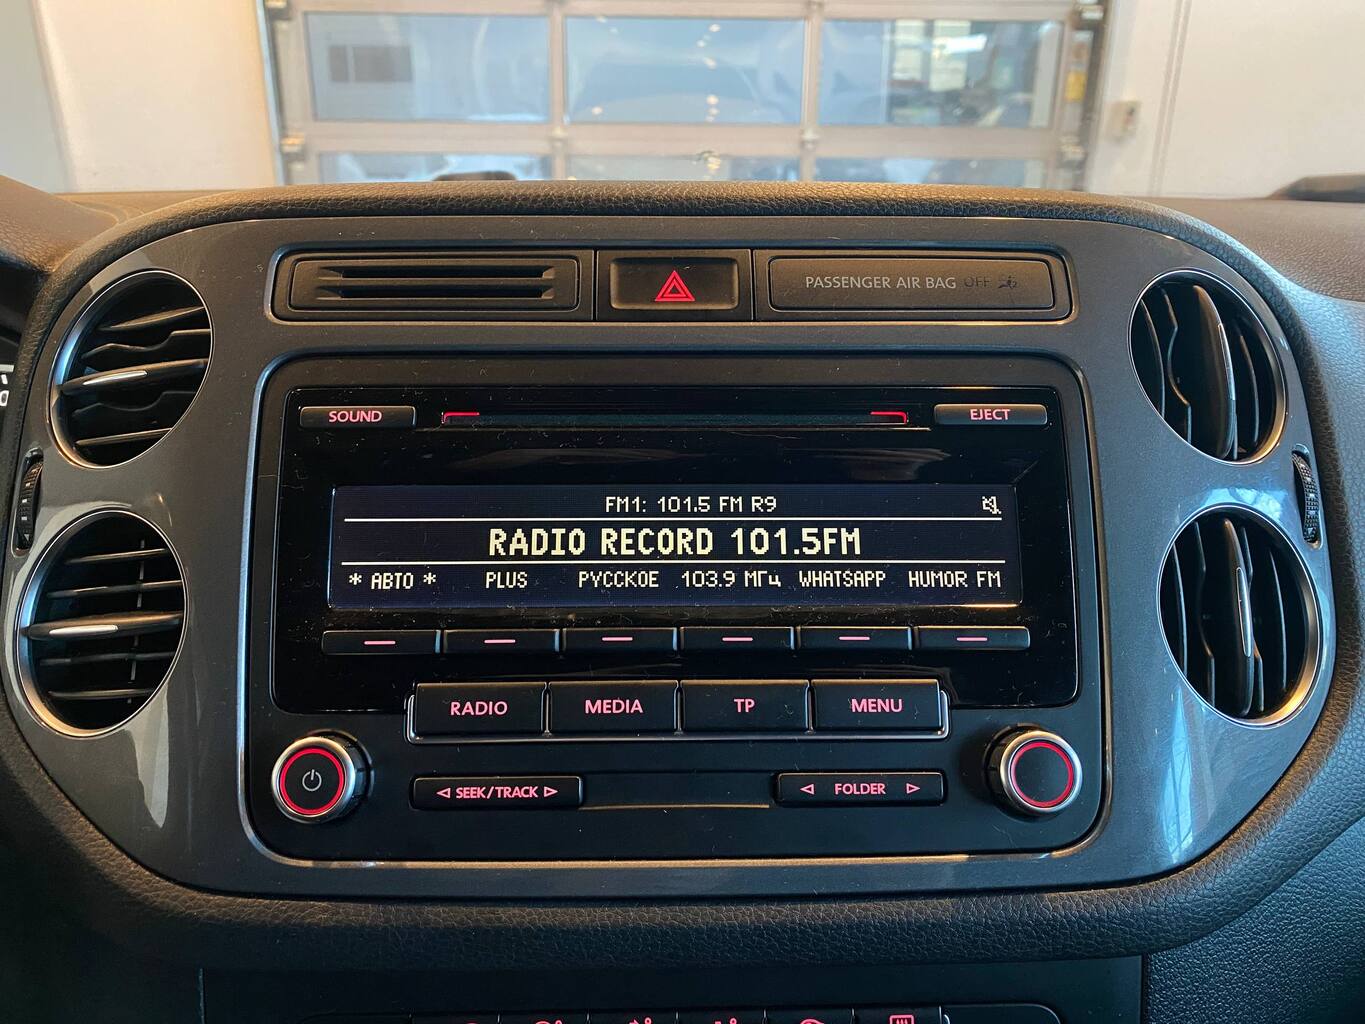 PASSENGER AIR BAG OFF
SOUND
EJECT
FM1: 101.5 FM R9
RADIO RECORD 101.5FM
* АВТО * PLUS РУССКОЕ 103.9 МГц WHATSAPP HUMOR FM
RADIO MEDIA TP MENU
SEEK/TRACK FOLDER